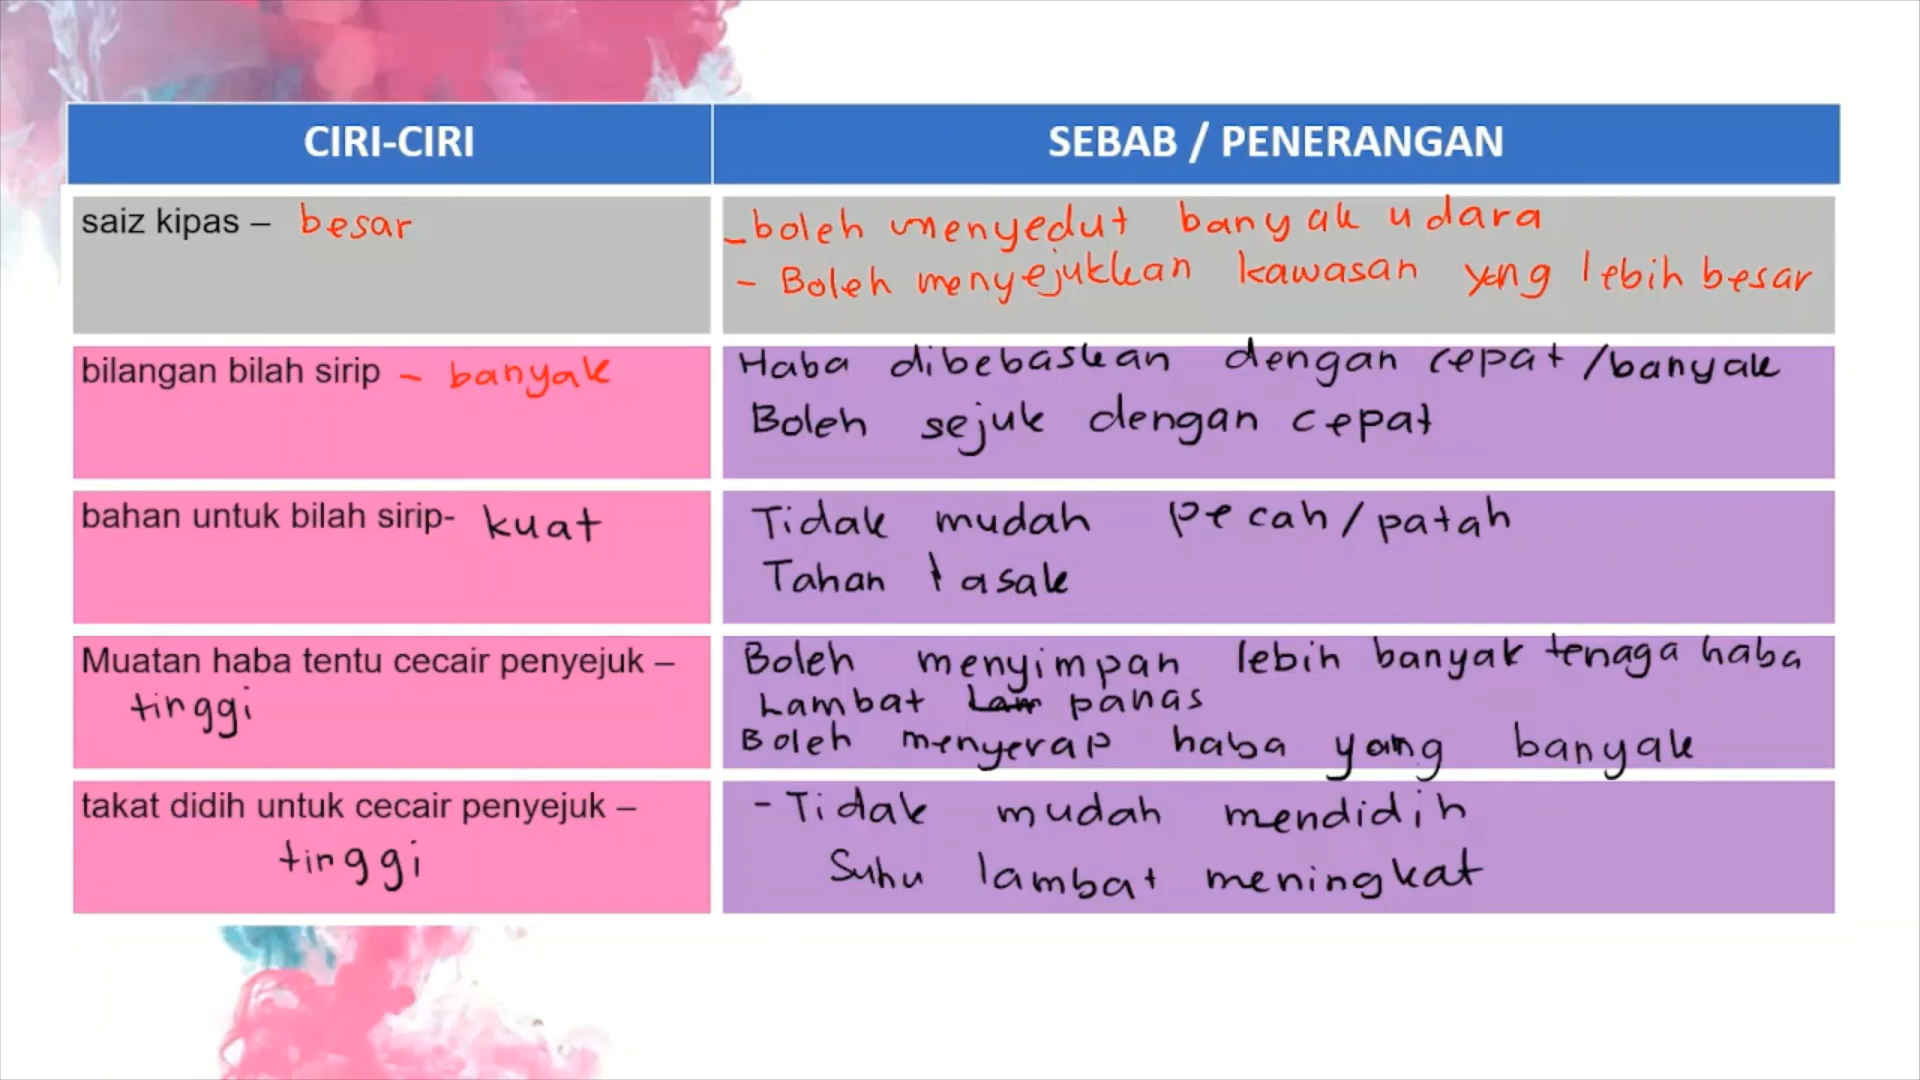 CIRI-CIRI
SEBAB / PENERANGAN
saiz kipas – besar
- boleh menyedut banyak udara
- Boleh menyejukkan kawasan yang lebih besar
bilangan bilah sirip - banyak
Haba dibebaskan dengan cepat /banyak
Boleh sejuk dengan cepat
bahan untuk bilah sirip- kuat
Tidak mudah pecah/patah
Tahan lasak
Muatan haba tentu cecair penyejuk –
tinggi
Boleh menyimpan lebih banyak tenaga haba
Lambat panas
Boleh menyerap haba yang banyak
takat didih untuk cecair penyejuk –
tinggi
- Tidak mudah mendidih
Suhu lambat meningkat